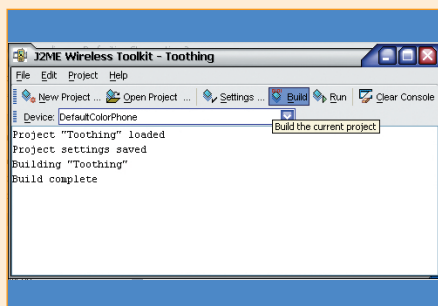 J2ME Wireless Toolkit - Toothing
File Edit Project Help
New Project ... Open Project ... Settings ... Build Run Clear Console
Device: DefaultColorPhone
Build the current project
Project "Toothing" loaded
Project settings saved
Building "Toothing"
Build complete